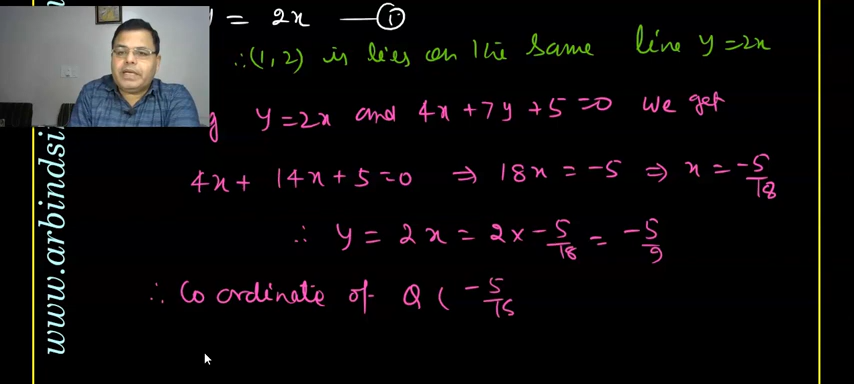 = 2x — ①
∴ (1, 2) is lies on the same line y = 2x
y = 2x and 4x + 7y + 5 = 0 we get
4x + 14x + 5 = 0 ⇒ 18x = -5 ⇒ x = -5/18
∴ y = 2x = 2 x - 5/18 = -5/9
∴ Co ordinate of Q ( -5/15
www.arbindsi